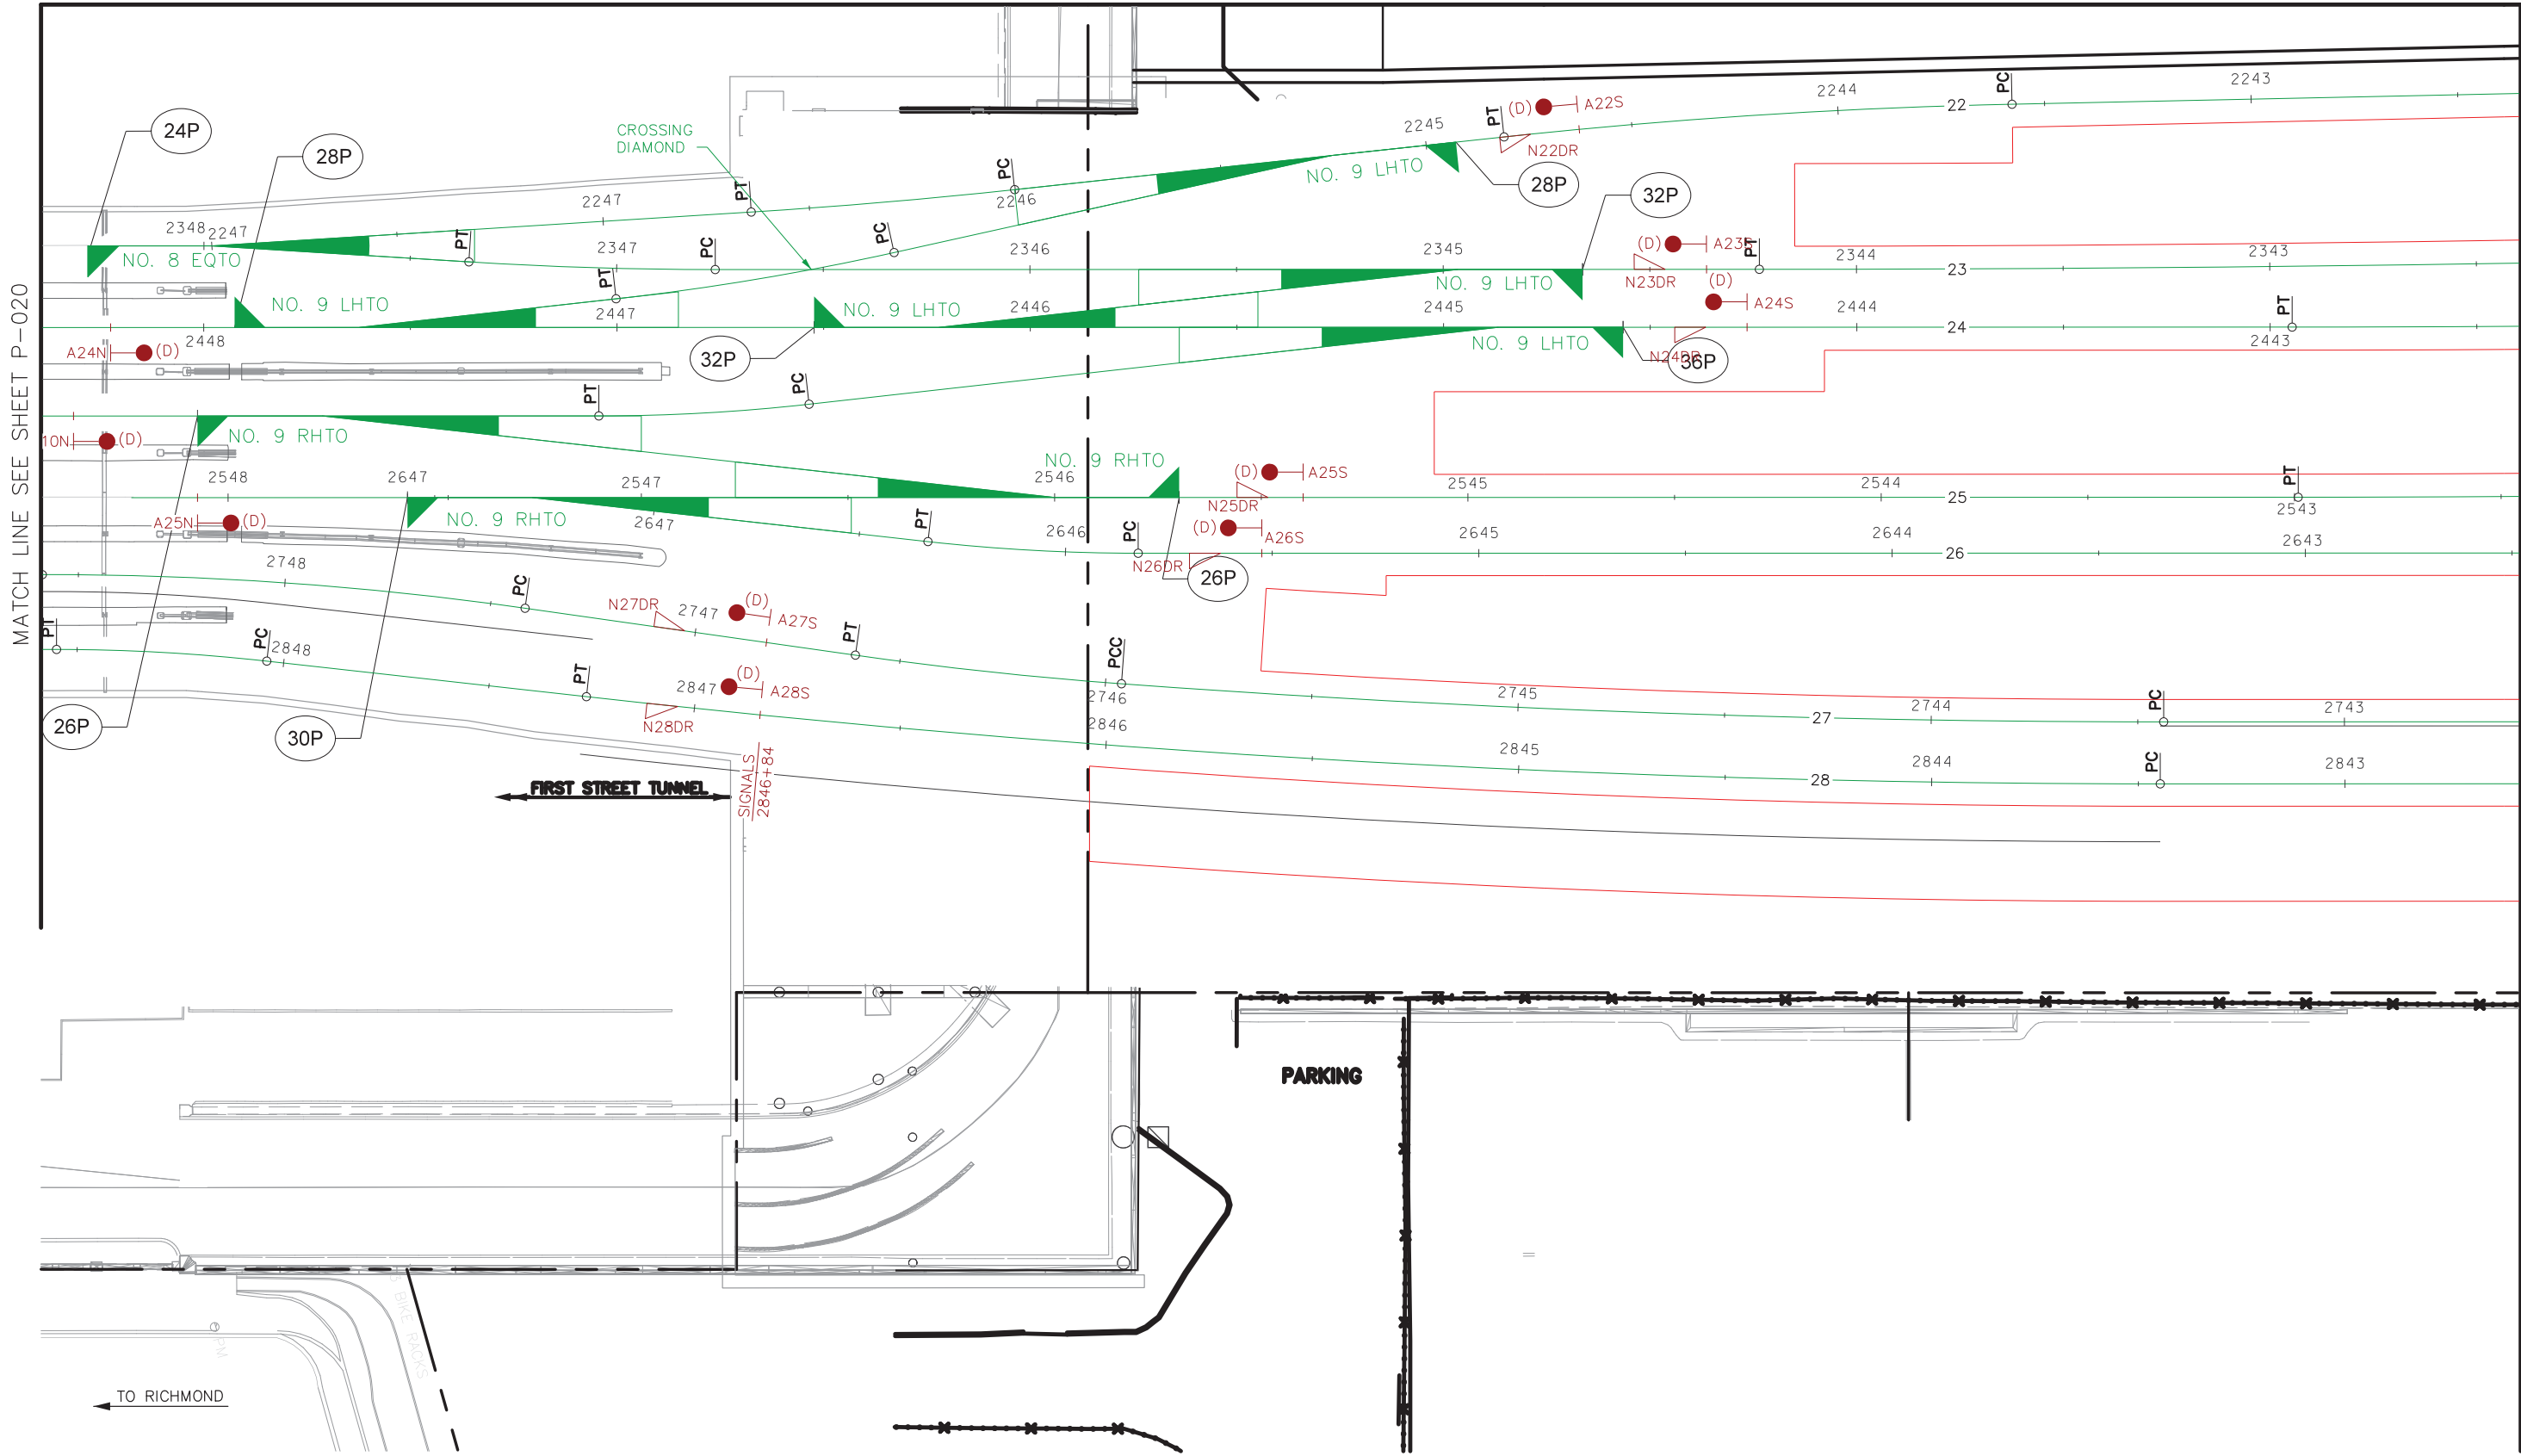 MATCH LINE SEE SHEET P-020
24P
28P
CROSSING
DIAMOND
(D) A22S
PT
N22DR
2245
2244
22
PC
2243
NO. 9 LHTO
28P
32P
PC
2246
PT
2247
2348
2247
NO. 8 EQTO
PT
2347
PC
PC
2346
2345
(D) A23S
PT
N23DR
2344
23
2343
NO. 9 LHTO
NO. 9 LHTO
PT
2447
NO. 9 LHTO
2446
2445
(D)
A24S
2444
24
PT
2443
2448
A24N (D)
32P
NO. 9 LHTO
N24DR
36P
PT
PC
10N (D)
NO. 9 RHTO
NO. 9 RHTO
2548
2647
2547
2546
(D) A25S
N25DR
2545
2544
25
PT
2543
A25N (D)
NO. 9 RHTO
2647
PT
2646
PC
(D) A26S
N26DR
26P
2645
2644
26
2643
2748
PC
N27DR
2747
(D)
A27S
PT
PCC
2746
2745
27
2744
PC
2743
PT
PC
2848
PT
2847
(D)
A28S
N28DR
2846
2845
28
2844
PC
2843
26P
30P
FIRST STREET TUNNEL
SIGNALS
2846+84
PARKING
BIKE RACKS
PM
TO RICHMOND